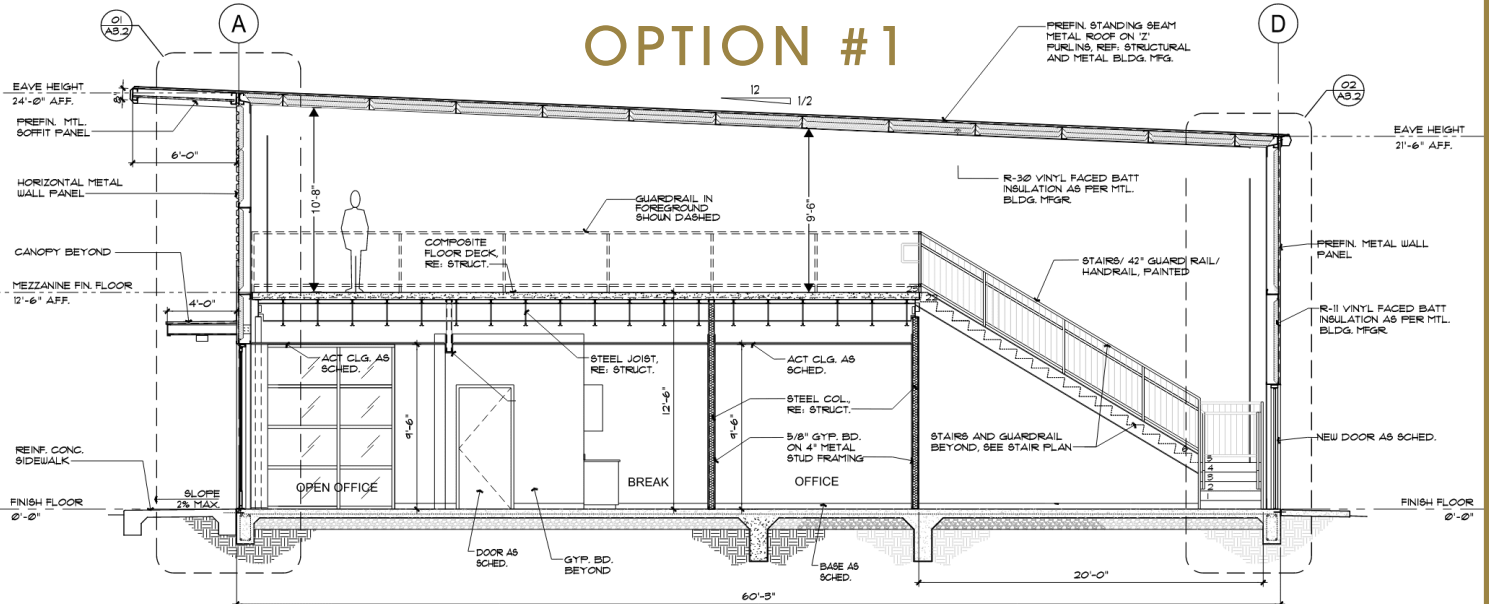 OPTION #1
01
A3.2
A
D
02
A3.2
PREFIN. STANDING SEAM
METAL ROOF ON 'Z'
PURLINS, REF: STRUCTURAL
AND METAL BLDG. MFG.
12
1/2
EAVE HEIGHT
24'-0" A.F.F.
PREFIN. MTL.
SOFFIT PANEL
6'-0"
HORIZONTAL METAL
WALL PANEL
CANOPY BEYOND
MEZZANINE FIN. FLOOR
12'-6" A.F.F.
4'-0"
REINF. CONC.
SIDEWALK
SLOPE
2% MAX.
FINISH FLOOR
0'-0"
10'-8"
GUARDRAIL IN
FOREGROUND
SHOWN DASHED
COMPOSITE
FLOOR DECK,
RE: STRUCT.
9'-6"
R-30 VINYL FACED BATT
INSULATION AS PER MTL.
BLDG. MFGR.
STAIRS/ 42" GUARD RAIL/
HANDRAIL, PAINTED
ACT CLG. AS
SCHED.
STEEL JOIST,
RE: STRUCT.
ACT CLG. AS
SCHED.
STEEL COL.,
RE: STRUCT.
5/8" GYP. BD.
ON 4" METAL
STUD FRAMING
9'-6"
12'-6"
9'-6"
STAIRS AND GUARDRAIL
BEYOND, SEE STAIR PLAN
OPEN OFFICE
BREAK
OFFICE
5
4
3
2
1
DOOR AS
SCHED.
GYP. BD.
BEYOND
BASE AS
SCHED.
20'-0"
60'-3"
EAVE HEIGHT
21'-6" A.F.F.
PREFIN. METAL WALL
PANEL
R-11 VINYL FACED BATT
INSULATION AS PER MTL.
BLDG. MFGR.
NEW DOOR AS SCHED.
FINISH FLOOR
0'-0"